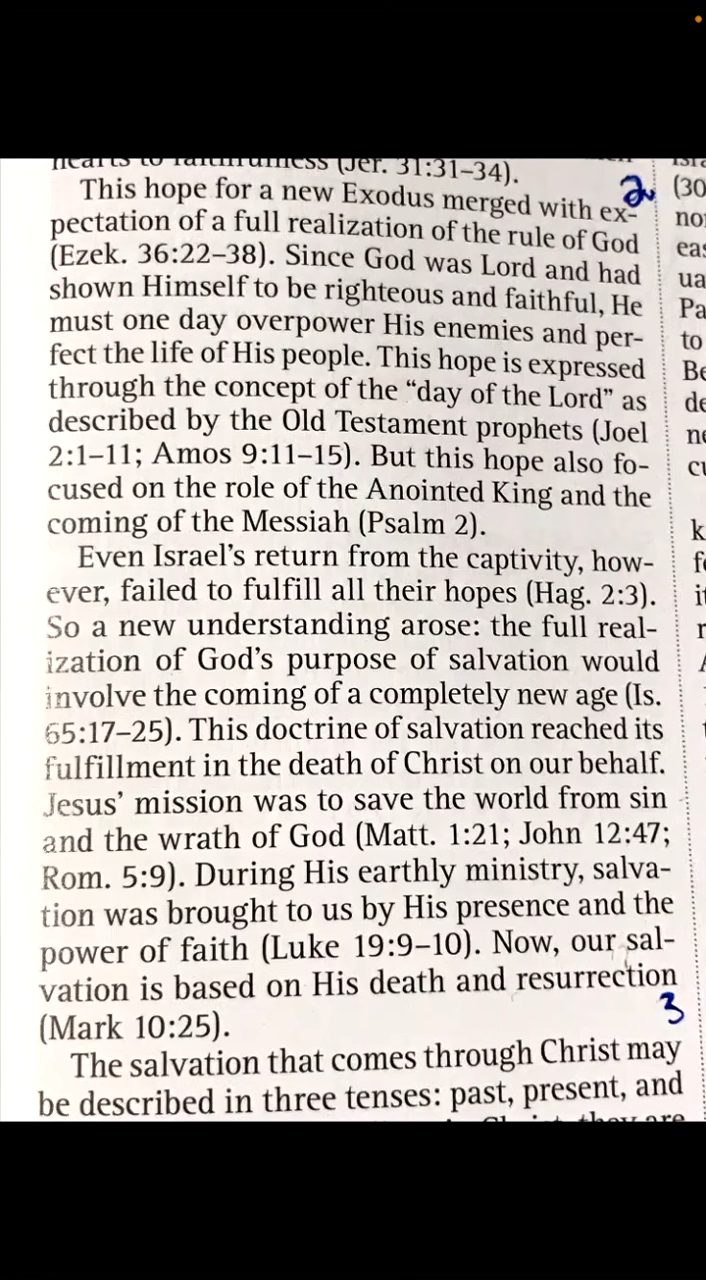 hearts to faithfulness (Jer. 31:31–34).
This hope for a new Exodus merged with ex-
pectation of a full realization of the rule of God
(Ezek. 36:22–38). Since God was Lord and had
shown Himself to be righteous and faithful, He
must one day overpower His enemies and per-
fect the life of His people. This hope is expressed
through the concept of the “day of the Lord” as
described by the Old Testament prophets (Joel
2:1–11; Amos 9:11–15). But this hope also fo-
cused on the role of the Anointed King and the
coming of the Messiah (Psalm 2).
Even Israel’s return from the captivity, how-
ever, failed to fulfill all their hopes (Hag. 2:3).
So a new understanding arose: the full real-
ization of God’s purpose of salvation would
involve the coming of a completely new age (Is.
65:17–25). This doctrine of salvation reached its
fulfillment in the death of Christ on our behalf.
Jesus’ mission was to save the world from sin
and the wrath of God (Matt. 1:21; John 12:47;
Rom. 5:9). During His earthly ministry, salva-
tion was brought to us by His presence and the
power of faith (Luke 19:9–10). Now, our sal-
vation is based on His death and resurrection
(Mark 10:25).
3
The salvation that comes through Christ may
be described in three tenses: past, present, and
they are
2
(30
to